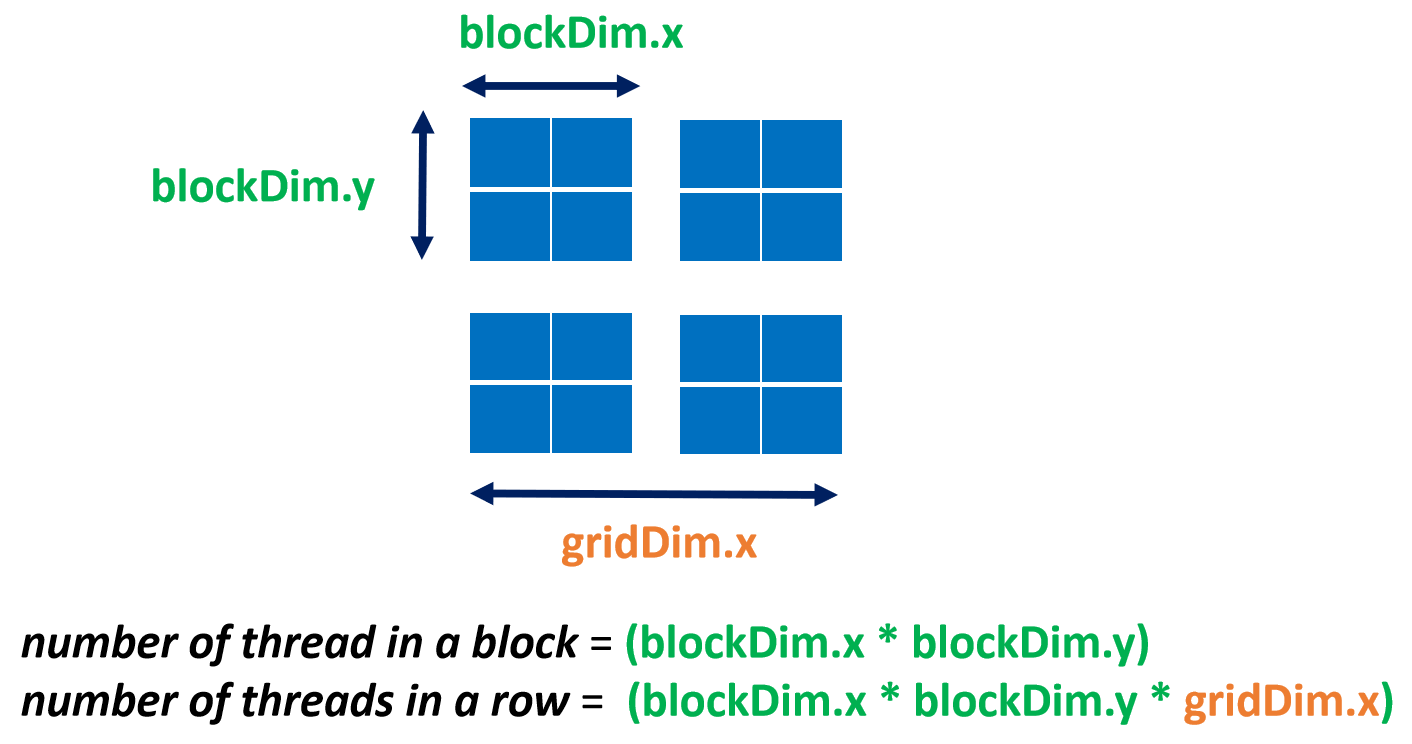 blockDim.x
blockDim.y
gridDim.x
number of thread in a block = (blockDim.x * blockDim.y)
number of threads in a row = (blockDim.x * blockDim.y * gridDim.x)